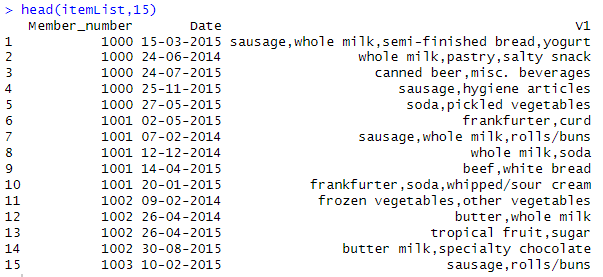 > head(itemList,15)
Member_number Date V1
1 1000 15-03-2015 sausage,whole milk,semi-finished bread,yogurt
2 1000 24-06-2014 whole milk,pastry,salty snack
3 1000 24-07-2015 canned beer,misc. beverages
4 1000 25-11-2015 sausage,hygiene articles
5 1000 27-05-2015 soda,pickled vegetables
6 1001 02-05-2015 frankfurter,curd
7 1001 07-02-2014 sausage,whole milk,rolls/buns
8 1001 12-12-2014 whole milk,soda
9 1001 14-04-2015 beef,white bread
10 1001 20-01-2015 frankfurter,soda,whipped/sour cream
11 1002 09-02-2014 frozen vegetables,other vegetables
12 1002 26-04-2014 butter,whole milk
13 1002 26-04-2015 tropical fruit,sugar
14 1002 30-08-2015 butter milk,specialty chocolate
15 1003 10-02-2015 sausage,rolls/buns